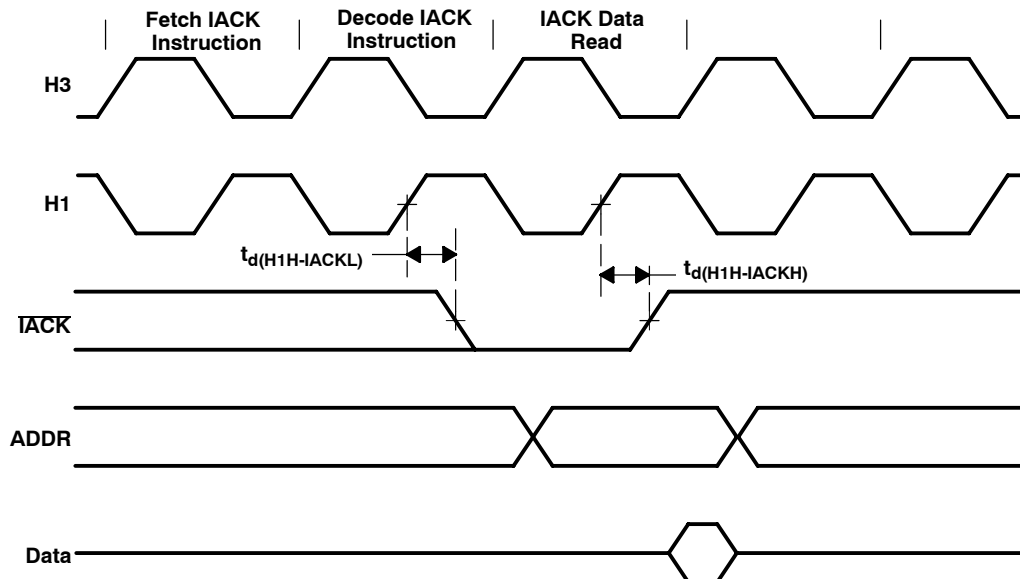 Fetch IACK
Instruction
Decode IACK
Instruction
IACK Data
Read
H3
H1
td(H1H-IACKL)
td(H1H-IACKH)
IACK
ADDR
Data